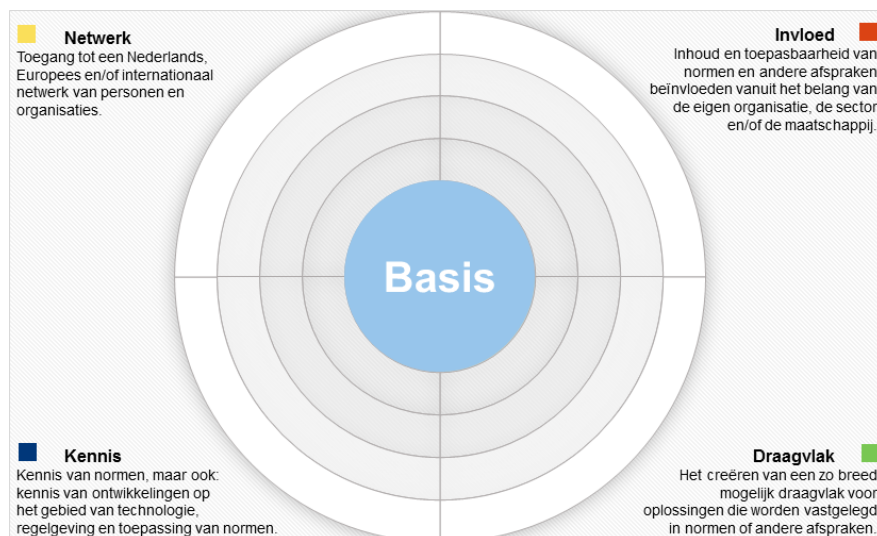 Netwerk
Toegang tot een Nederlands,
Europees en/of internationaal
netwerk van personen en
organisaties.
Invloed
Inhoud en toepasbaarheid van
normen en andere afspraken
beïnvloeden vanuit het belang van
de eigen organisatie, de sector
en/of de maatschappij.
Basis
Kennis
Kennis van normen, maar ook:
kennis van ontwikkelingen op
het gebied van technologie,
regelgeving en toepassing van normen.
Draagvlak
Het creëren van een zo breed
mogelijk draagvlak voor
oplossingen die worden vastgelegd
in normen of andere afspraken.